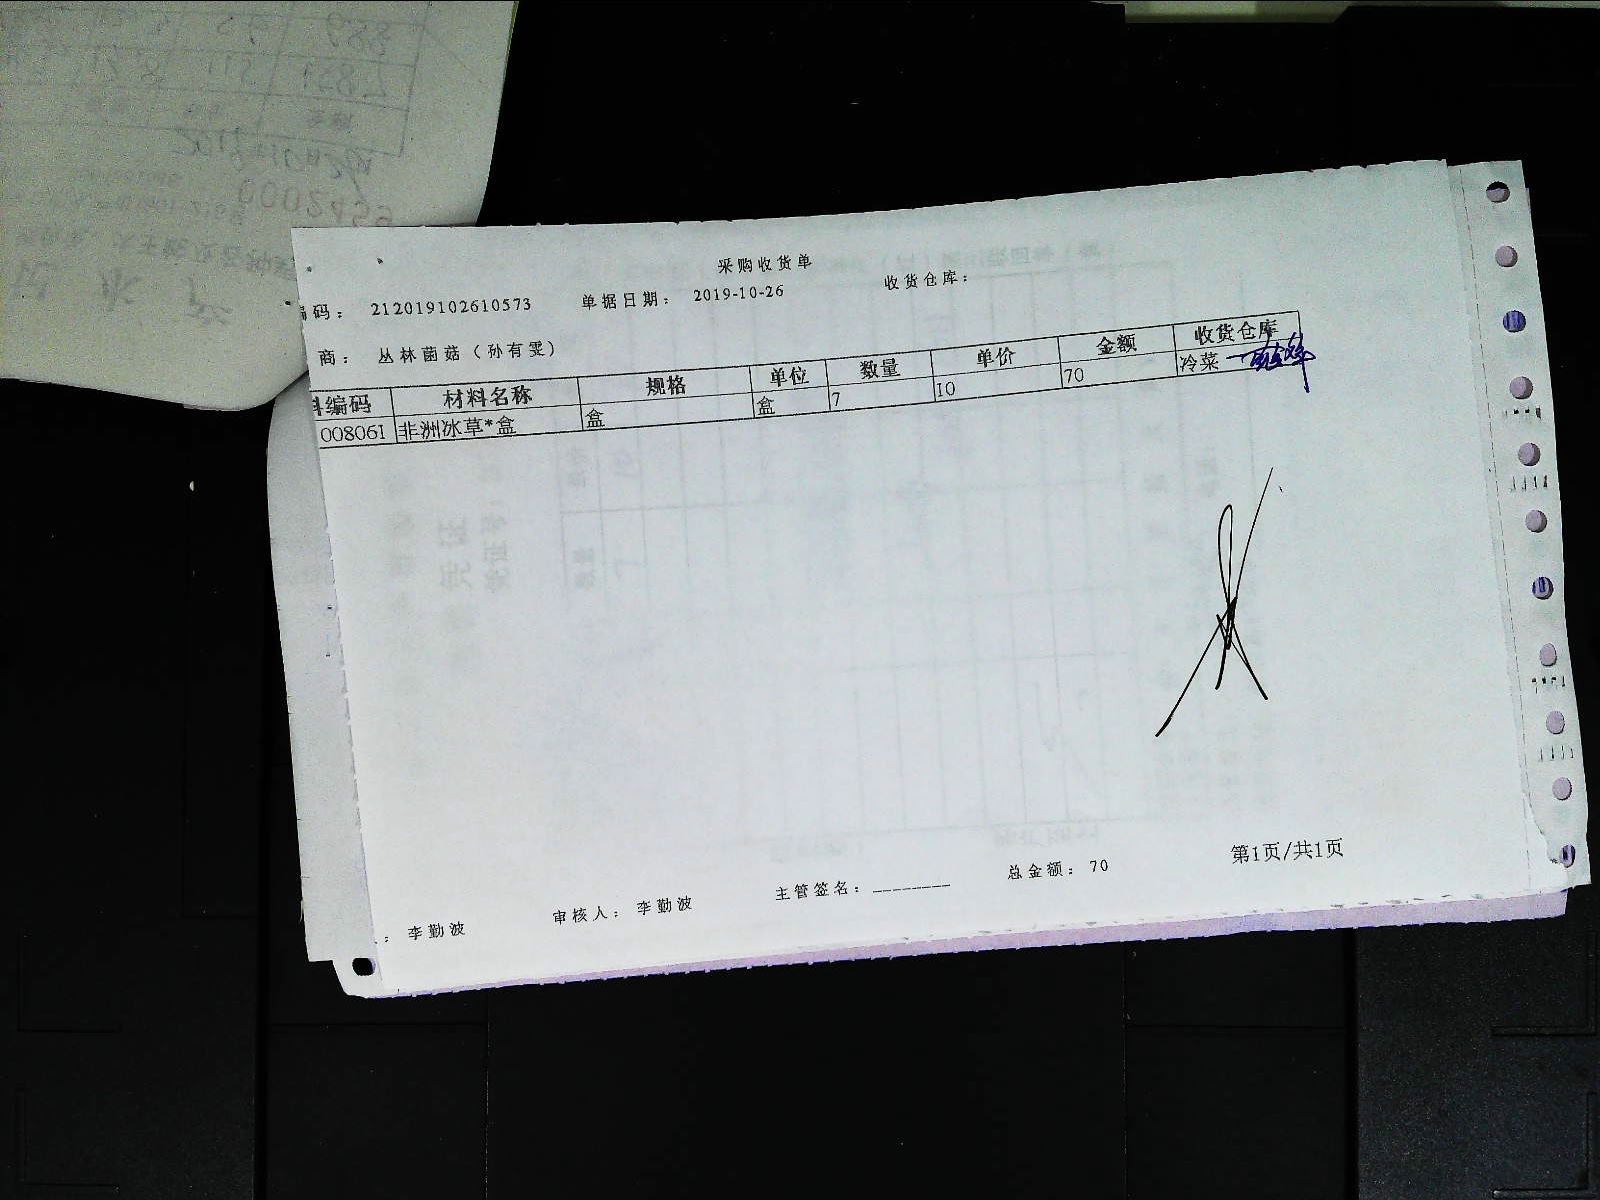 采购收货单
编码： 212019102610573 单据日期： 2019-10-26 收货仓库：
商： 丛林菌菇（孙有雯）
料编码 材料名称 规格 单位 数量 单价 金额 收货仓库
008061 非洲冰草*盒 盒 盒 7 10 70 冷菜
： 李勤波 审核人： 李勤波 主管签名：________ 总金额： 70 第1页/共1页